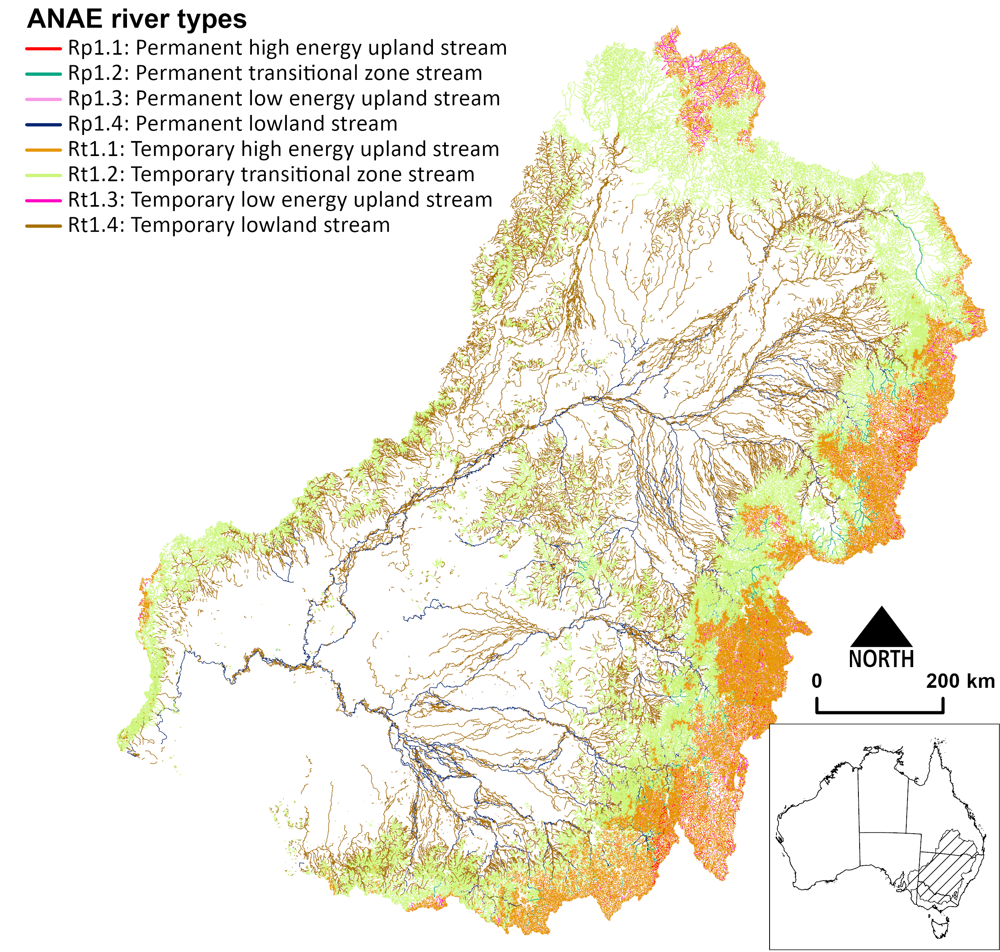 ANAE river types
Rp1.1: Permanent high energy upland stream
Rp1.2: Permanent transitional zone stream
Rp1.3: Permanent low energy upland stream
Rp1.4: Permanent lowland stream
Rt1.1: Temporary high energy upland stream
Rt1.2: Temporary transitional zone stream
Rt1.3: Temporary low energy upland stream
Rt1.4: Temporary lowland stream
NORTH
0 200 km